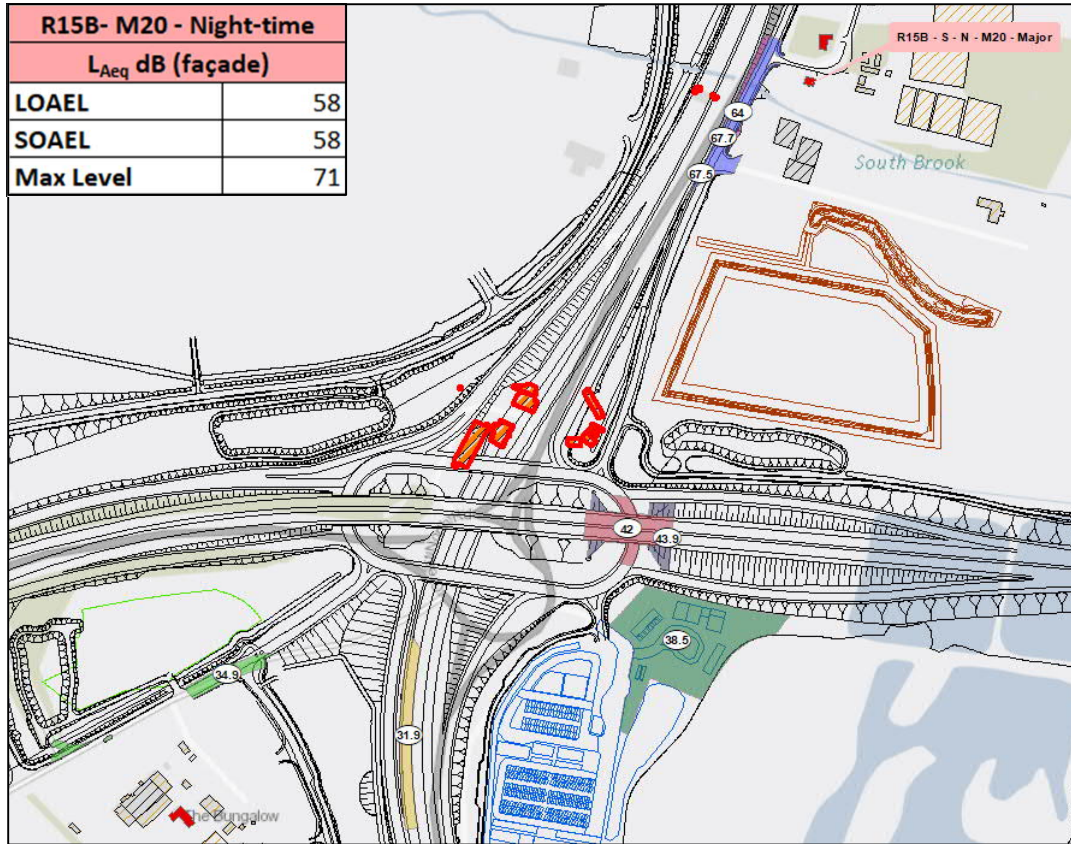 R15B- M20 - Night-time
LAeq dB (façade)
LOAEL 58
SOAEL 58
Max Level 71
R15B - S - N - M20 - Major
64
67.7
South Brook
67.5
42
43.9
38.5
34.9
31.9
The Bungalow